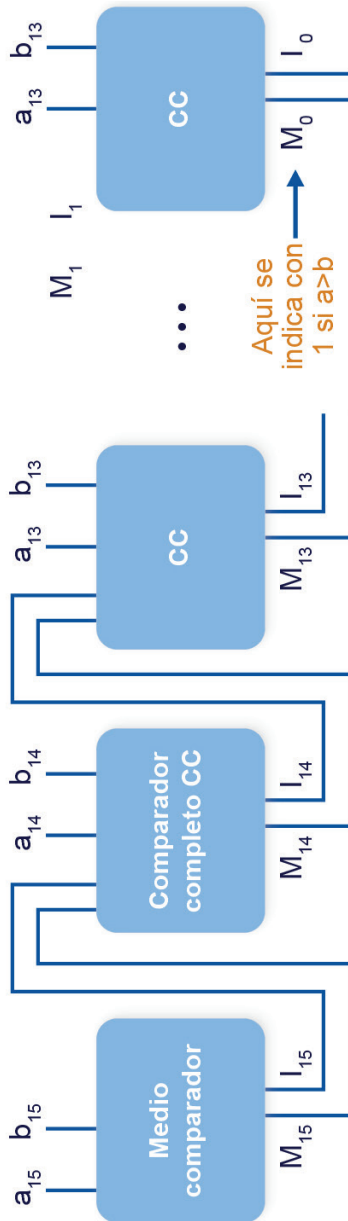 a15 b15
Medio
comparador
M15 I15
a14 b14
Comparador
completo CC
M14 I14
a13 b13
CC
M13 I13
M1 I1
...
Aquí se
indica con
1 si a>b
a13 b13
CC
M0 I0